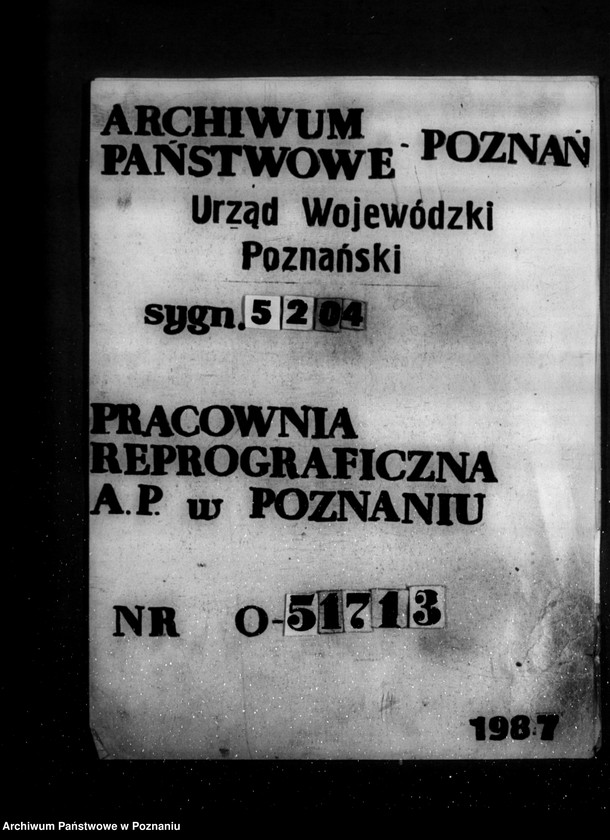 ARCHIWUM
PAŃSTWOWE - POZNAŃ
Urząd Wojewódzki
Poznański
sygn. 5204
PRACOWNIA
REPROGRAFICZNA
A.P. w POZNANIU
NR O-51713
1987
Archiwum Państwowe w Poznaniu